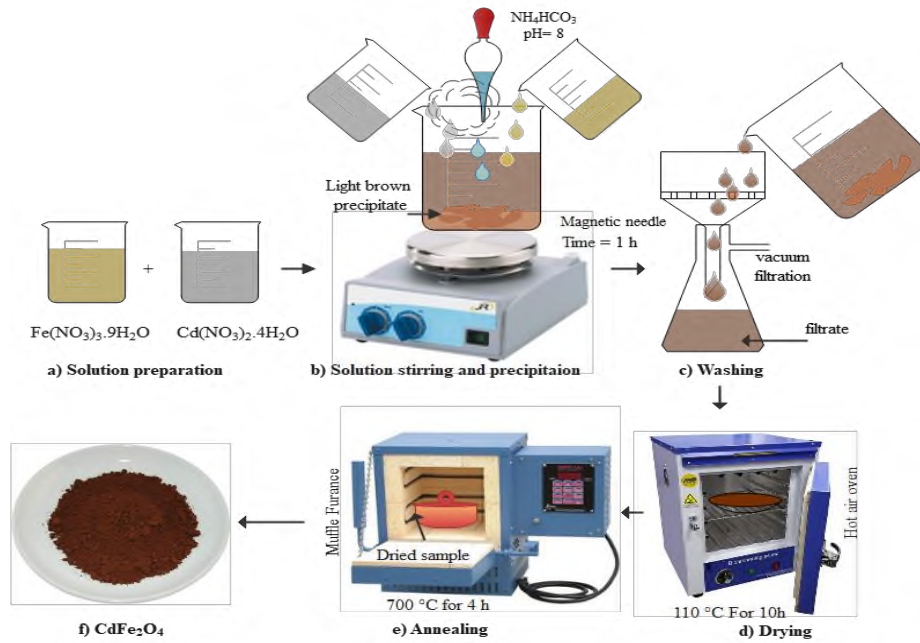 NH₄HCO₃
pH= 8
Light brown
precipitate
Magnetic needle
Time = 1 h
vacuum
filtration
filtrate
+
Fe(NO₃)₃.9H₂O
Cd(NO₃)₂.4H₂O
a) Solution preparation
b) Solution stirring and precipitaion
c) Washing
Hot air oven
110 °C For 10h
d) Drying
Muffle Furance
Dried sample
700 °C for 4 h
e) Annealing
f) CdFe₂O₄